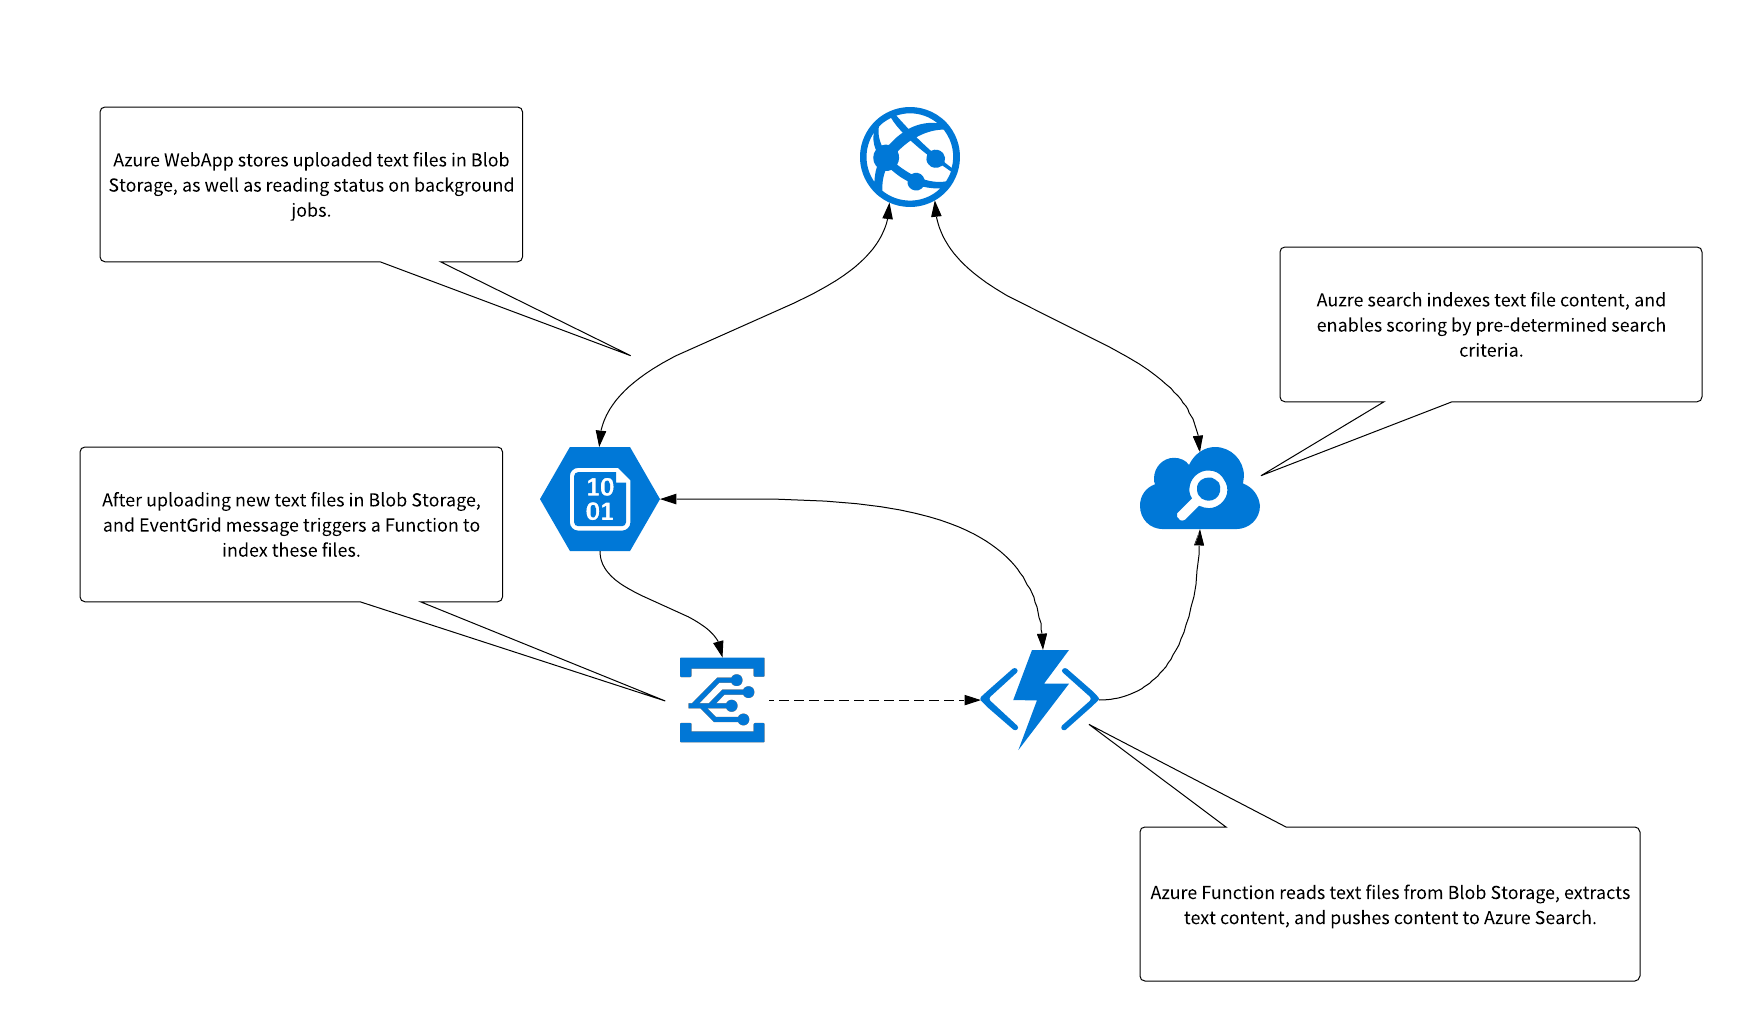 Azure WebApp stores uploaded text files in Blob
Storage, as well as reading status on background
jobs.
Auzre search indexes text file content, and
enables scoring by pre-determined search
criteria.
After uploading new text files in Blob Storage,
and EventGrid message triggers a Function to
index these files.
10
01
Azure Function reads text files from Blob Storage, extracts
text content, and pushes content to Azure Search.